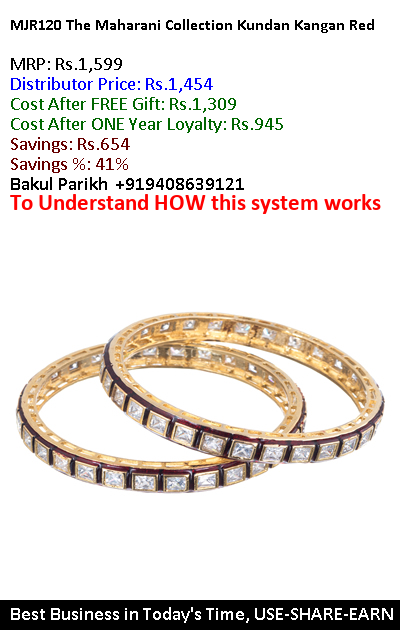 MJR120 The Maharani Collection Kundan Kangan Red
MRP: Rs.1,599
Distributor Price: Rs.1,454
Cost After FREE Gift: Rs.1,309
Cost After ONE Year Loyalty: Rs.945
Savings: Rs.654
Savings %: 41%
Bakul Parikh +919408639121
To Understand HOW this system works
Best Business in Today's Time, USE-SHARE-EARN